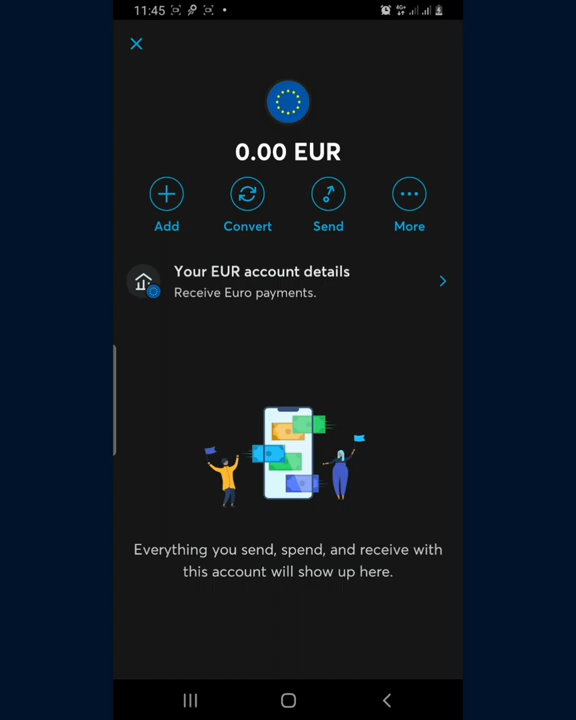 11:45
4G+
0.00 EUR
Add Convert Send More
Your EUR account details
Receive Euro payments.
Everything you send, spend, and receive with
this account will show up here.